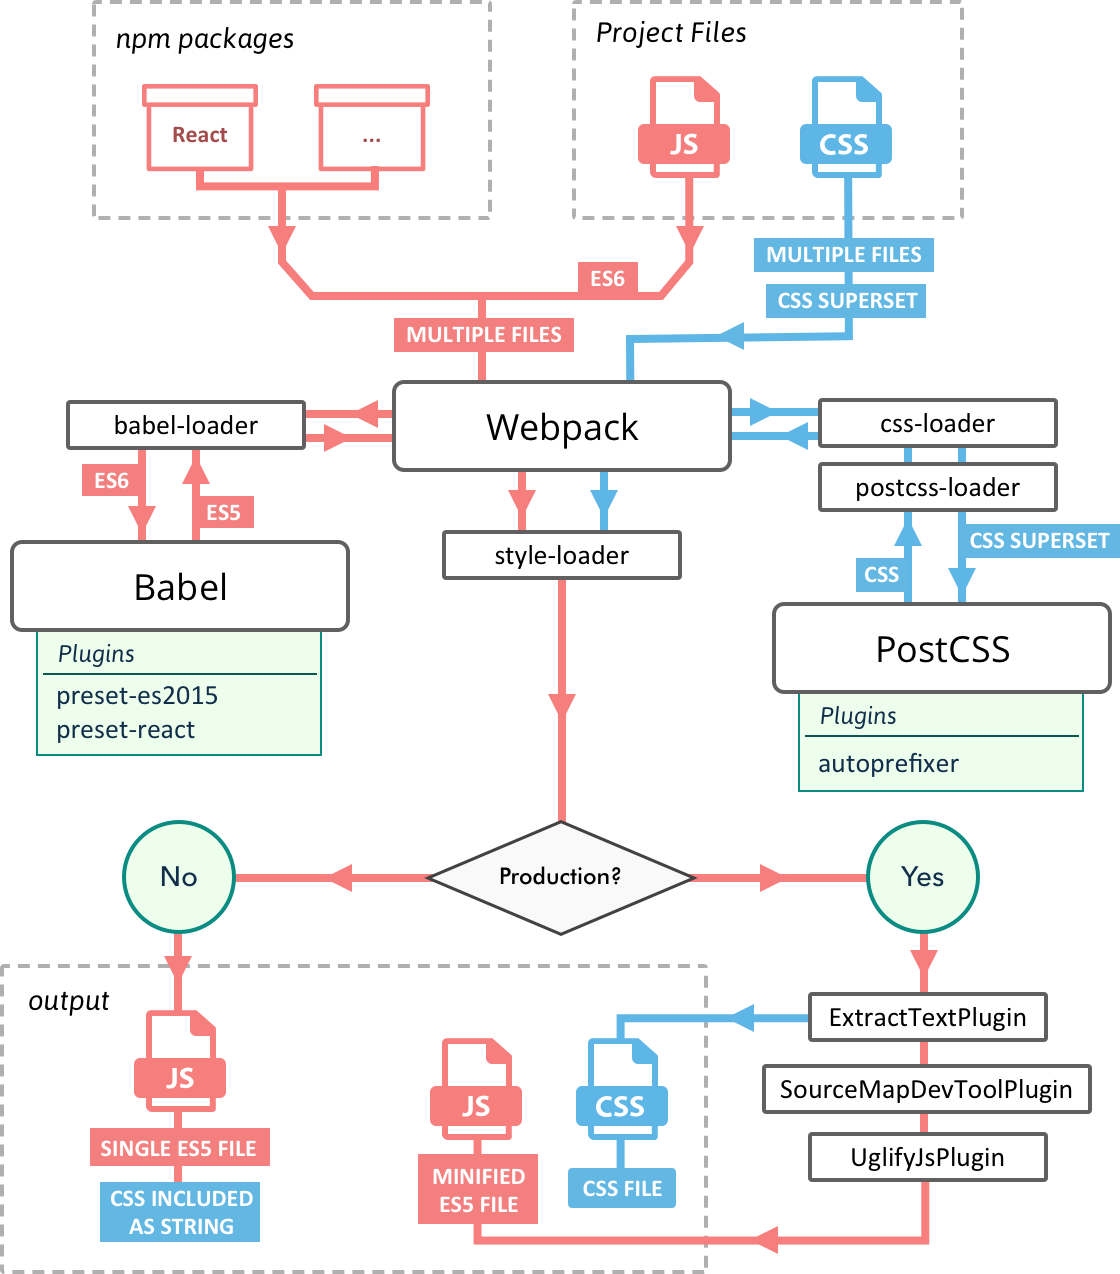 npm packages
Project Files
React
...
JS
CSS
MULTIPLE FILES
ES6
CSS SUPERSET
MULTIPLE FILES
babel-loader
Webpack
css-loader
ES6
ES5
postcss-loader
style-loader
CSS SUPERSET
CSS
Babel
Plugins
preset-es2015
preset-react
PostCSS
Plugins
autoprefixer
No
Production?
Yes
output
ExtractTextPlugin
JS
SourceMapDevToolPlugin
JS
CSS
SINGLE ES5 FILE
UglifyJsPlugin
CSS INCLUDED
AS STRING
MINIFIED
ES5 FILE
CSS FILE